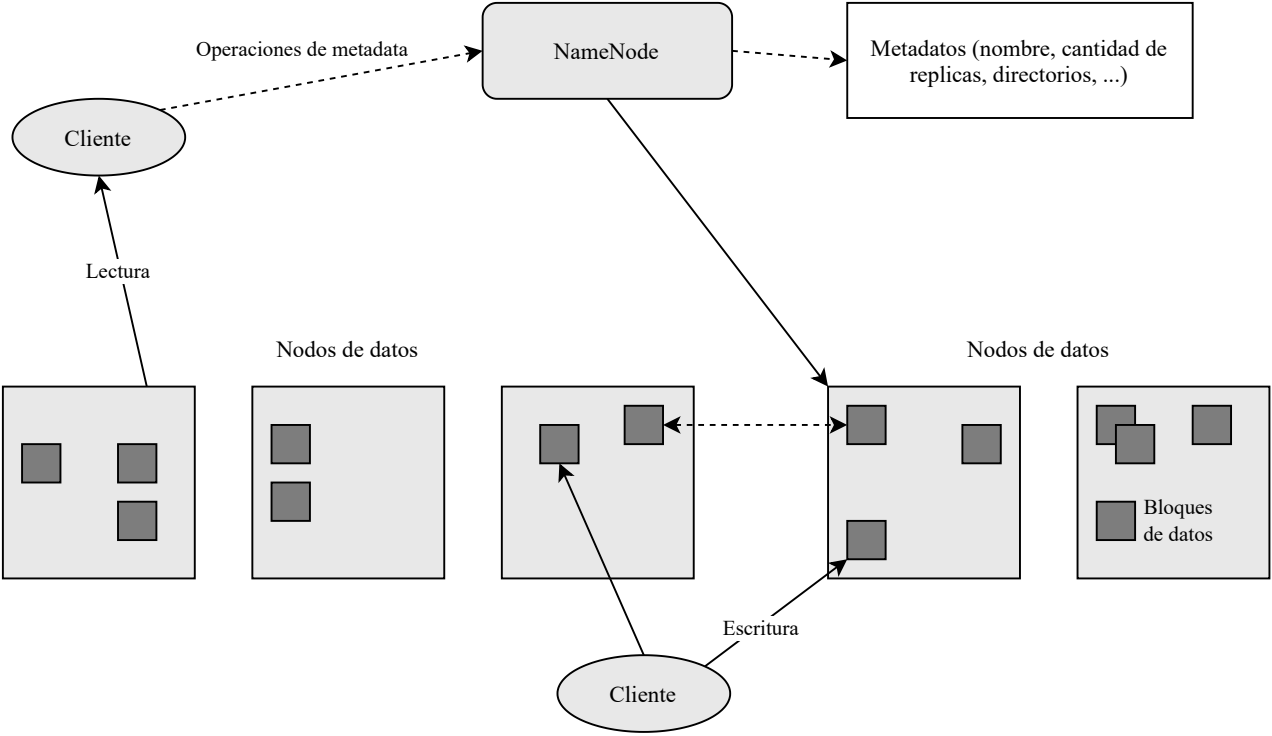 Operaciones de metadata
NameNode
Metadatos (nombre, cantidad de
replicas, directorios, ...)
Cliente
Lectura
Nodos de datos
Nodos de datos
Bloques
de datos
Escritura
Cliente